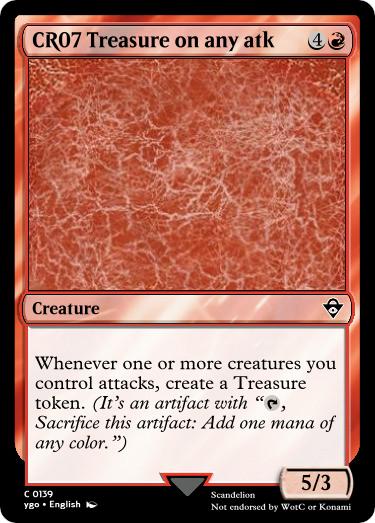 CR07 Treasure on any atk 4
Creature
Whenever one or more creatures you
control attacks, create a Treasure
token. (It's an artifact with “,
Sacrifice this artifact: Add one mana of
any color.”)
5/3
C 0139
ygo • English
Scandelion
Not endorsed by WotC or Konami